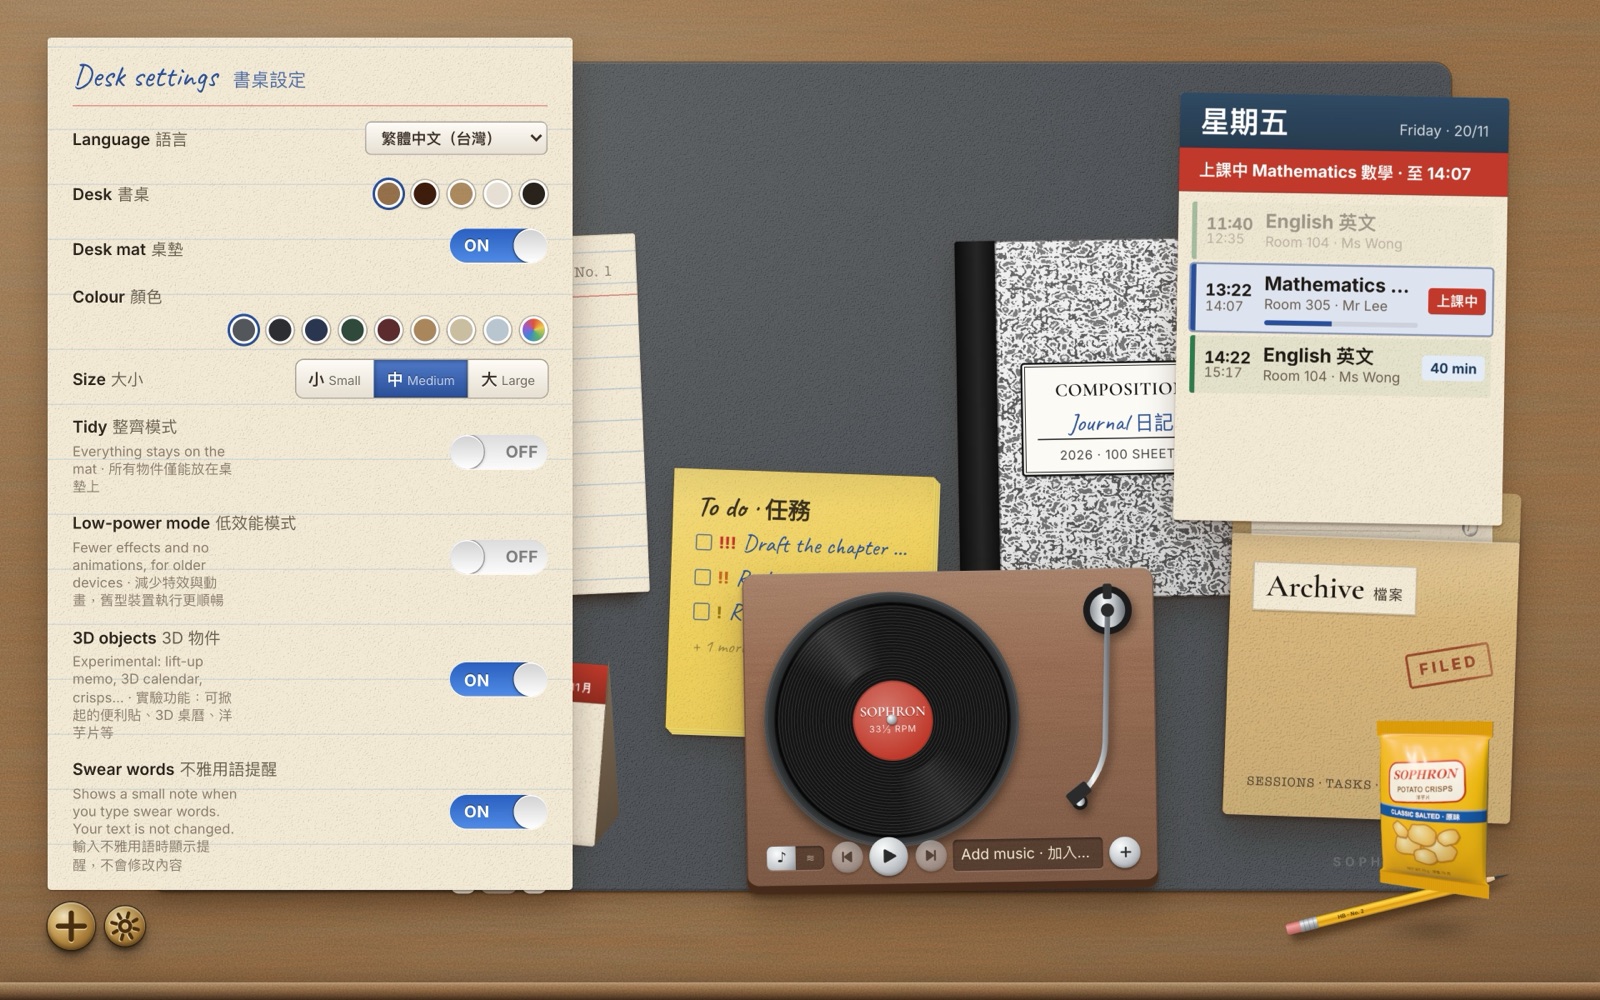 Desk settings 書桌設定
Language 語言
繁體中文（台灣）
Desk 書桌
Desk mat 桌墊
ON
Colour 顏色
Size 大小
小 Small
中 Medium
大 Large
Tidy 整齊模式
Everything stays on the
mat · 所有物件僅能放在桌
墊上
OFF
Low-power mode 低效能模式
Fewer effects and no
animations, for older
devices · 減少特效與動
畫，舊型裝置執行更順暢
OFF
3D objects 3D 物件
Experimental: lift-up
memo, 3D calendar,
crisps... · 實驗功能：可掀
起的便利貼、3D 桌曆、洋
芋片等
ON
Swear words 不雅用語提醒
Shows a small note when
you type swear words.
Your text is not changed.
輸入不雅用語時顯示提
醒，不會修改內容
ON
No. 1
11月
To do · 任務
!!! Draft the chapter ...
!!
! R
+ 1 mor
COMPOSITIO
Journal 日記
2026 · 100 SHEET
SOPHRON
33⅓ RPM
Add music · 加入...
星期五
Friday · 20/11
上課中 Mathematics 數學 · 至 14:07
11:40
12:35
English 英文
Room 104 · Ms Wong
13:22
14:07
Mathematics ...
Room 305 · Mr Lee
上課中
14:22
15:17
English 英文
Room 104 · Ms Wong
40 min
Archive 檔案
FILED
SESSIONS · TASKS ·
SOPHRON
POTATO CRISPS
洋芋片
CLASSIC SALTED · 原味
SOPH
HB · No. 2